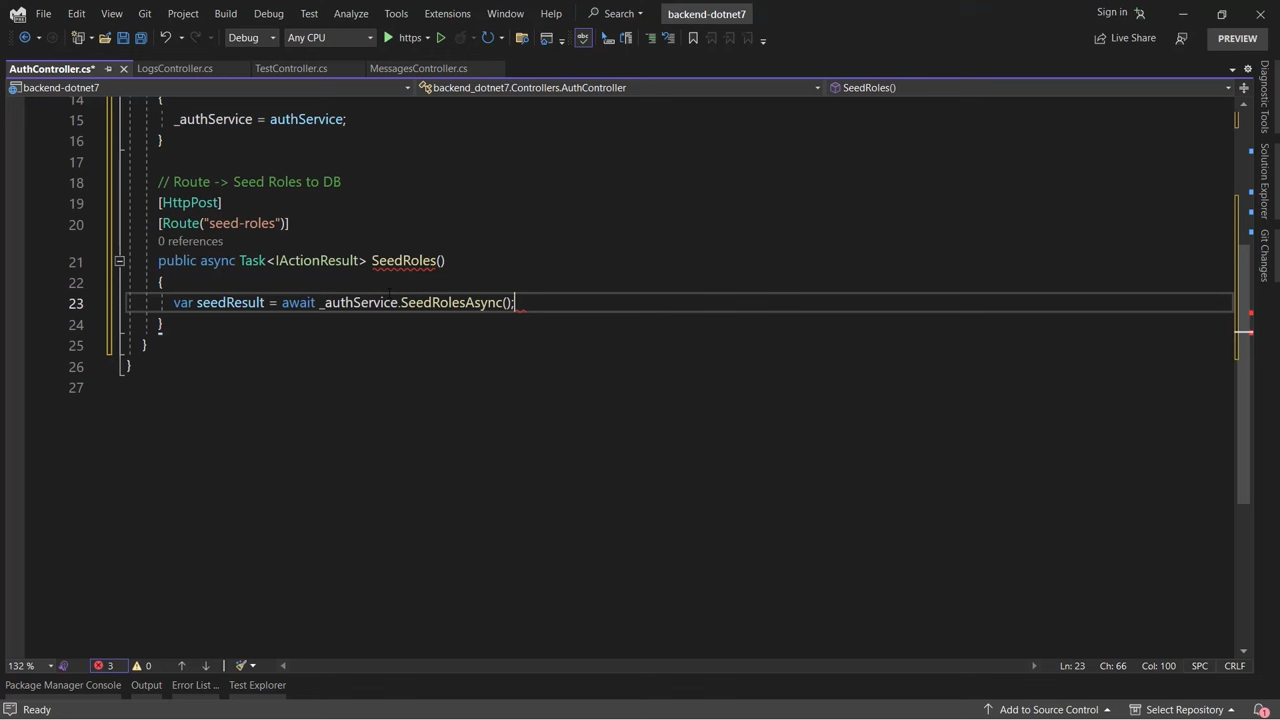 File Edit View Git Project Build Debug Test Analyze Tools Extensions Window Help Search backend-dotnet7 Sign in
Debug Any CPU https Live Share PREVIEW
AuthController.cs* LogsController.cs TestController.cs MessagesController.cs
backend-dotnet7 backend_dotnet7.Controllers.AuthController SeedRoles()
14 {
15 _authService = authService;
16 }
17
18 // Route -> Seed Roles to DB
19 [HttpPost]
20 [Route("seed-roles")]
0 references
21 public async Task<IActionResult> SeedRoles()
22 {
23 var seedResult = await _authService.SeedRolesAsync();
24 }
25 }
26 }
27
Diagnostic Tools
Solution Explorer
Git Changes
132 % 3 0 Ln: 23 Ch: 66 Col: 100 SPC CRLF
Package Manager Console Output Error List ... Test Explorer
Ready Add to Source Control Select Repository 1